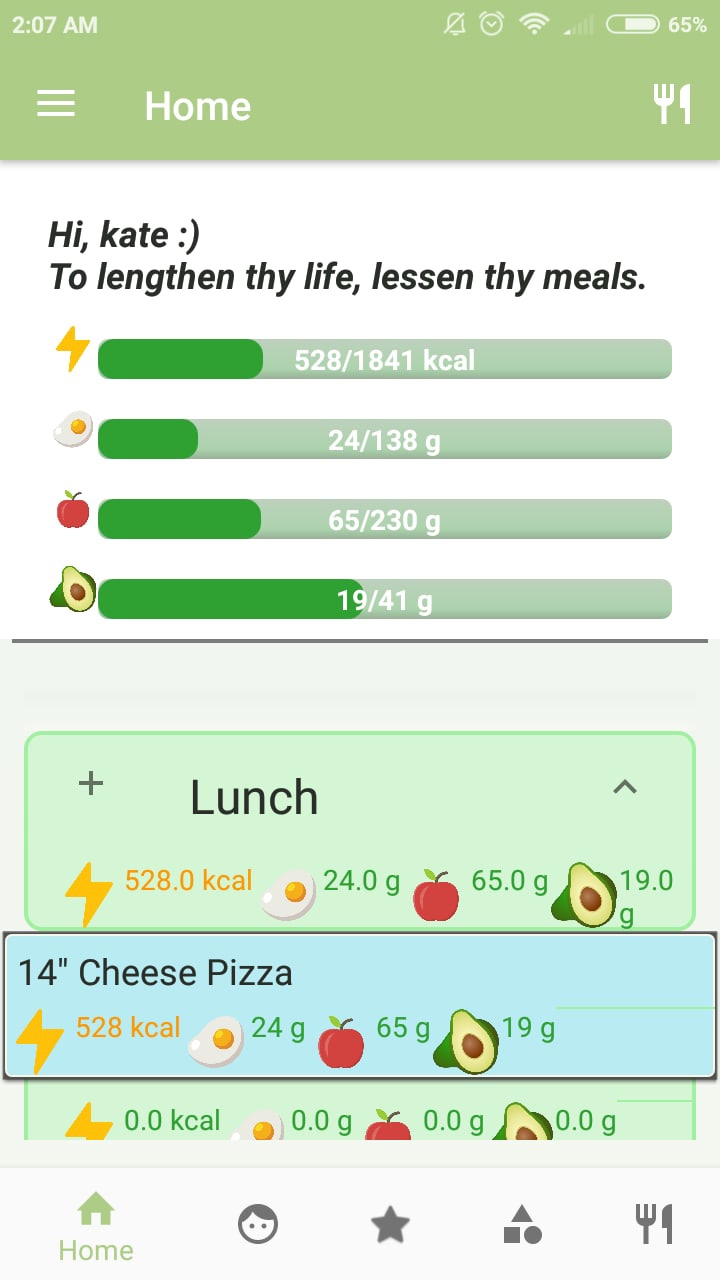 2:07 AM 65%
Home
Hi, kate :)
To lengthen thy life, lessen thy meals.
528/1841 kcal
24/138 g
65/230 g
19/41 g
Lunch
528.0 kcal 24.0 g 65.0 g 19.0
g
14" Cheese Pizza
528 kcal 24 g 65 g 19 g
0.0 kcal 0.0 g 0.0 g 0.0 g
Home